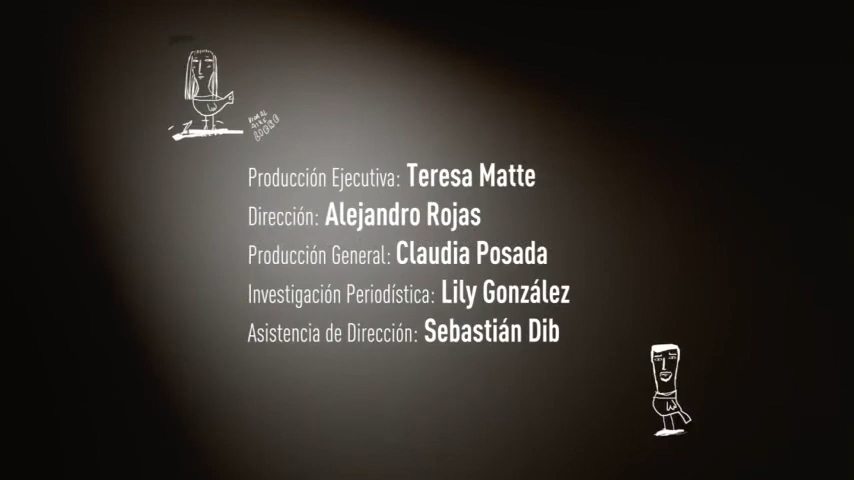 Producción Ejecutiva: Teresa Matte
Dirección: Alejandro Rojas
Producción General: Claudia Posada
Investigación Periodística: Lily González
Asistencia de Dirección: Sebastián Dib